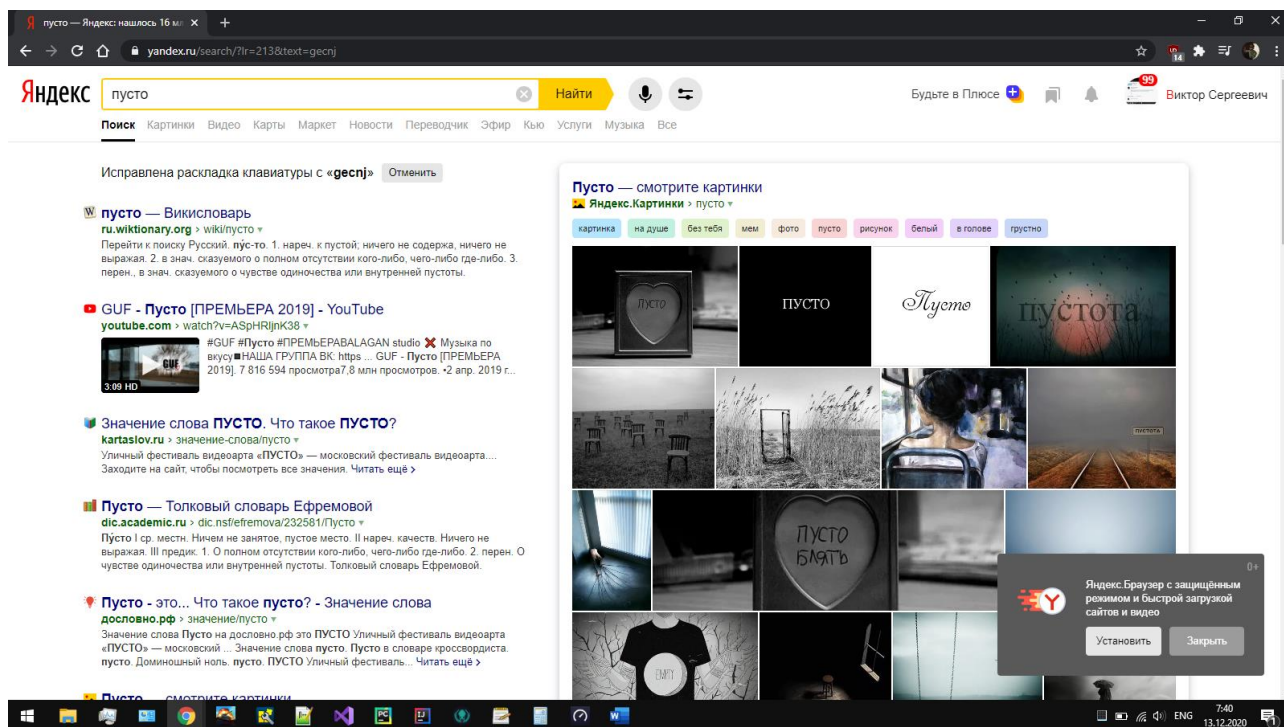 пусто — Яндекс: нашлось 16 мл
yandex.ru/search/?lr=213&text=gecnj
14
Яндекс
пусто
Найти
Будьте в Плюсе
99
Виктор Сергеевич
Поиск Картинки Видео Карты Маркет Новости Переводчик Эфир Кью Услуги Музыка Все
Исправлена раскладка клавиатуры с «gecnj» Отменить
пусто — Викисловарь
ru.wiktionary.org › wiki/пусто
Перейти к поиску Русский. пу́с-то. 1. нареч. к пустой; ничего не содержа, ничего не
выражая. 2. в знач. сказуемого о полном отсутствии кого-либо, чего-либо где-либо. 3.
перен., в знач. сказуемого о чувстве одиночества или внутренней пустоты.
GUF - Пусто [ПРЕМЬЕРА 2019] - YouTube
youtube.com › watch?v=ASpHRljnK38
#GUF #Пусто #ПРЕМЬЕРАBALAGAN studio ❌ Музыка по
вкусу■НАША ГРУППА ВК: https ... GUF - Пусто [ПРЕМЬЕРА
2019]. 7 816 594 просмотра7,8 млн просмотров. •2 апр. 2019 г...
GUF
3:09 HD
Значение слова ПУСТО. Что такое ПУСТО?
kartaslov.ru › значение-слова/пусто
Уличный фестиваль видеоарта «ПУСТО» — московский фестиваль видеоарта....
Заходите на сайт, чтобы посмотреть все значения. Читать ещё ›
Пусто — Толковый словарь Ефремовой
dic.academic.ru › dic.nsf/efremova/232581/Пусто
Пу́сто I ср. местн. Ничем не занятое, пустое место. II нареч. качеств. Ничего не
выражая. III предик. 1. О полном отсутствии кого-либо, чего-либо где-либо. 2. перен. О
чувстве одиночества или внутренней пустоты. Толковый словарь Ефремовой.
Пусто - это... Что такое пусто? - Значение слова
дословно.рф › значение/пусто
Значение слова Пусто на дословно.рф это ПУСТО Уличный фестиваль видеоарта
«ПУСТО» — московский ... Значение слова пусто. Пусто в словаре кроссвордиста.
пусто. Доминошный ноль. пусто. ПУСТО Уличный фестиваль... Читать ещё ›
Пусто — смотрите картинки
Пусто — смотрите картинки
Яндекс.Картинки › пусто
картинка на душе без тебя мем фото пусто рисунок белый в голове грустно
ПУСТО
ПУСТО
Пусто
ПУСТОТА
ПУСТОТА
ПУСТО
БЛЯТЬ
EMPTY
0+
Яндекс.Браузер с защищённым
режимом и быстрой загрузкой
сайтов и видео
Установить Закрыть
ENG
7:40
13.12.2020